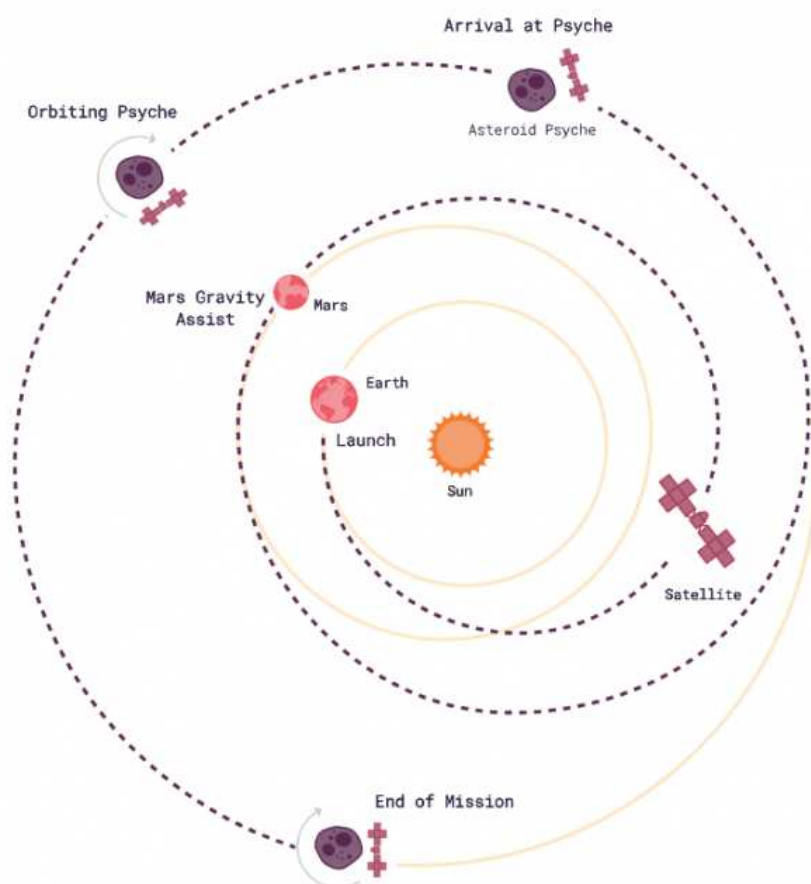 Arrival at Psyche
Asteroid Psyche
Orbiting Psyche
Mars Gravity
Assist
Mars
Earth
Launch
Sun
Satellite
End of Mission